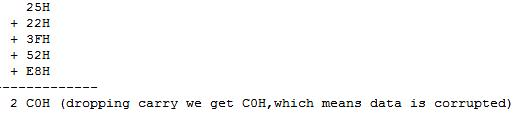 25H
+ 22H
+ 3FH
+ 52H
+ E8H
-------------
2 C0H (dropping carry we get C0H,which means data is corrupted)